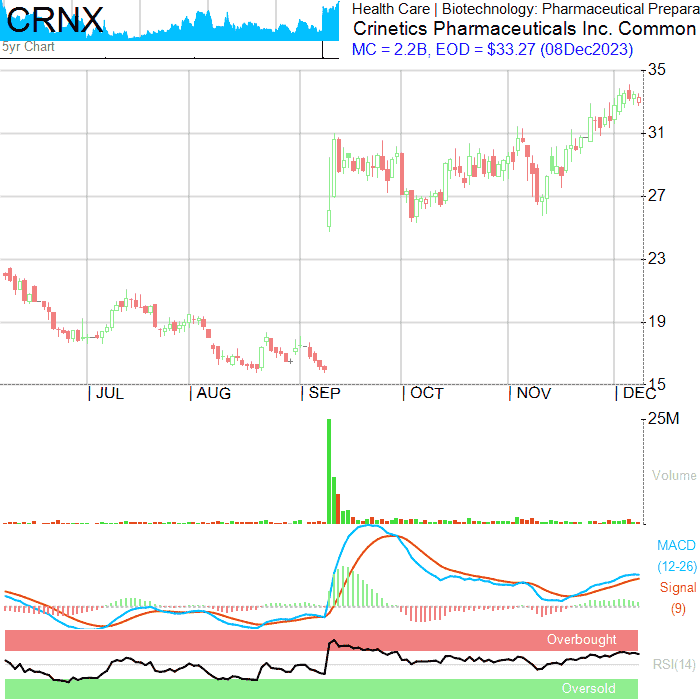 CRNX
5yr Chart
Health Care | Biotechnology: Pharmaceutical Prepara
Crinetics Pharmaceuticals Inc. Common
MC = 2.2B, EOD = $33.27 (08Dec2023)
35
31
27
23
19
15
JUL AUG SEP OCT NOV DEC
25M
Volume
MACD
(12-26)
Signal
(9)
Overbought
RSI(14)
Oversold